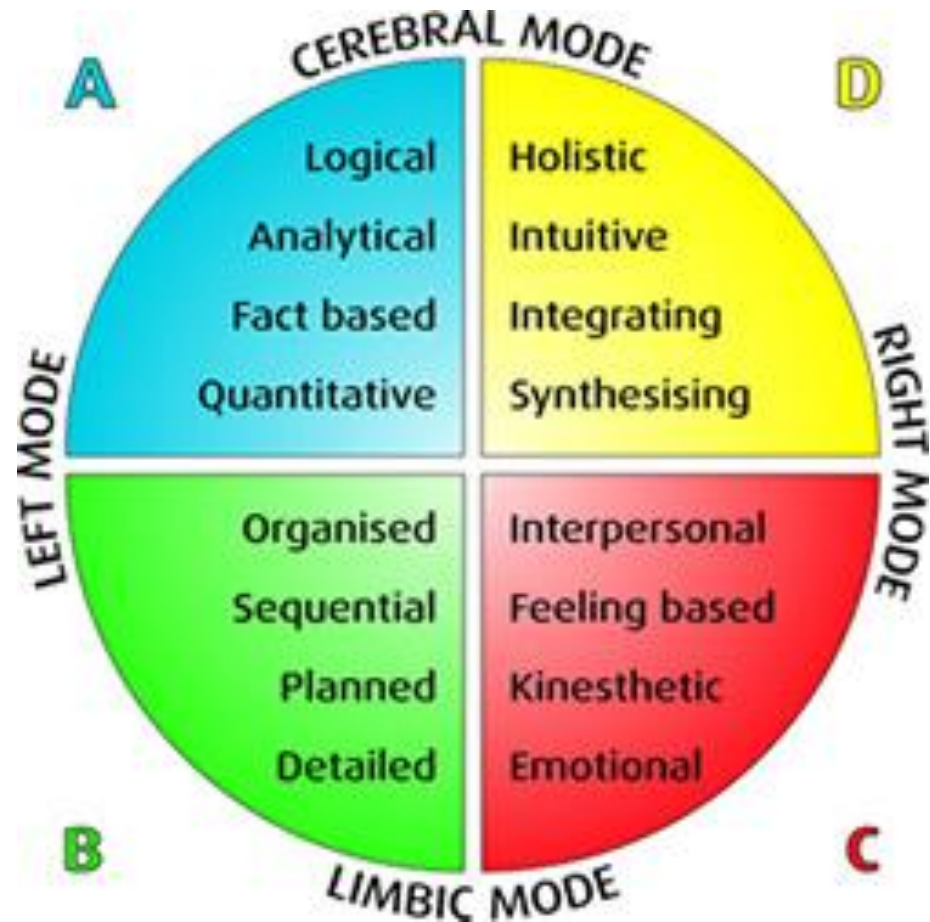 CEREBRAL MODE
A
D
Logical
Analytical
Fact based
Quantitative
Holistic
Intuitive
Integrating
Synthesising
LEFT MODE
RIGHT MODE
Organised
Sequential
Planned
Detailed
Interpersonal
Feeling based
Kinesthetic
Emotional
B
C
LIMBIC MODE